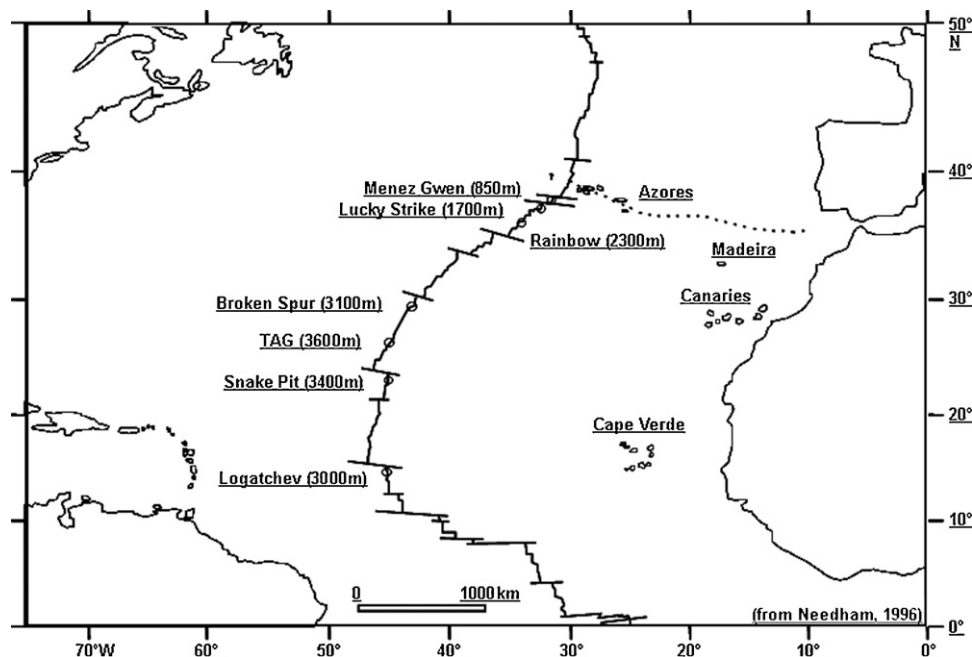 50°
N
40°
Menez Gwen (850m)
Azores
Lucky Strike (1700m)
Rainbow (2300m)
Madeira
Canaries
30°
Broken Spur (3100m)
TAG (3600m)
Snake Pit (3400m)
20°
Cape Verde
Logatchev (3000m)
10°
0 1000 km
(from Needham, 1996)
0°
70°W 60° 50° 40° 30° 20° 10° 0°